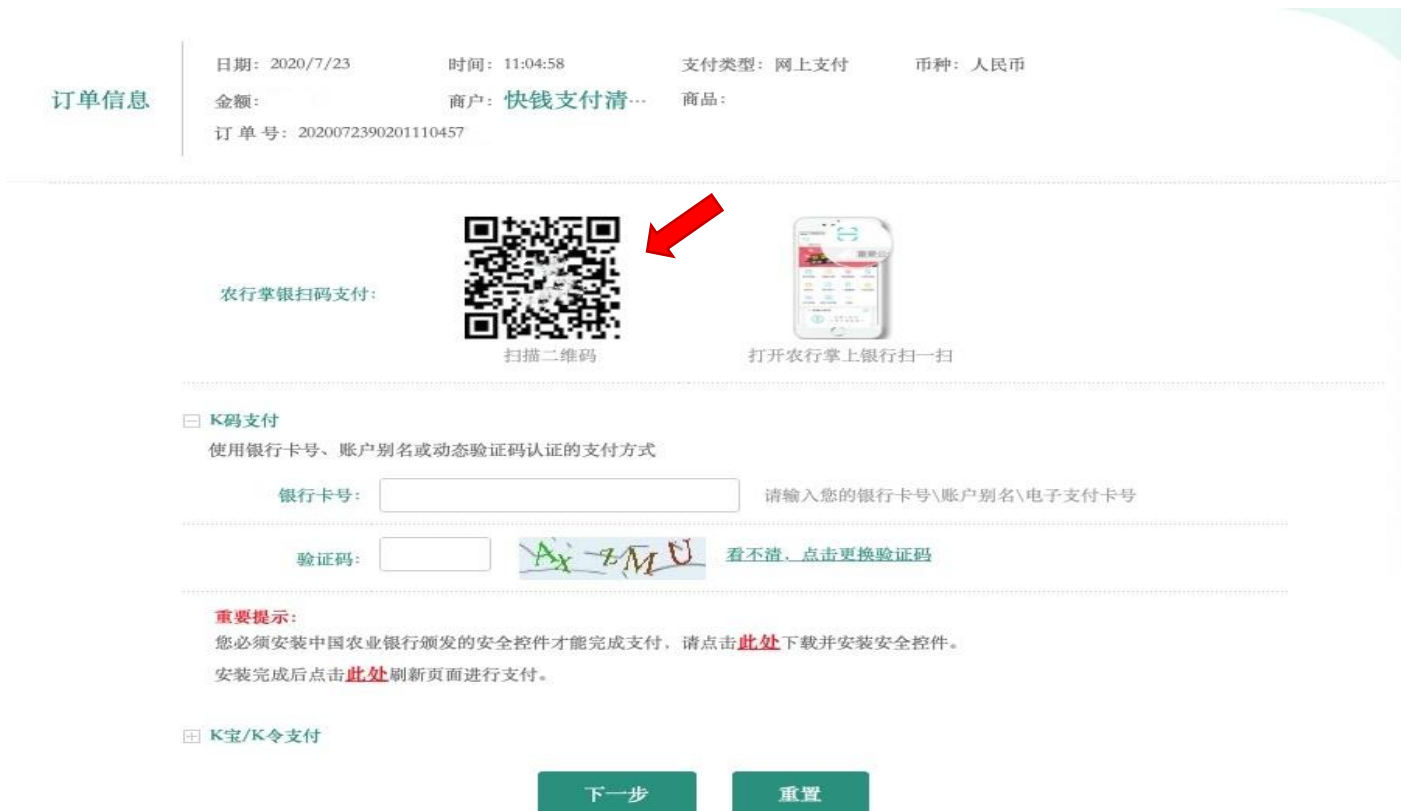 日期: 2020/7/23 时间: 11:04:58 支付类型: 网上支付 币种: 人民币
订单信息 金额: 商户: 快钱支付清… 商品:
订 单 号: 2020072390201110457
农行掌银扫码支付:
扫描二维码 打开农行掌上银行扫一扫
K码支付
使用银行卡号、账户别名或动态验证码认证的支付方式
银行卡号: 请输入您的银行卡号\账户别名\电子支付卡号
验证码: AxzMU 看不清，点击更换验证码
重要提示:
您必须安装中国农业银行颁发的安全控件才能完成支付，请点击此处下载并安装安全控件。
安装完成后点击此处刷新页面进行支付。
K宝/K令支付
下一步 重置